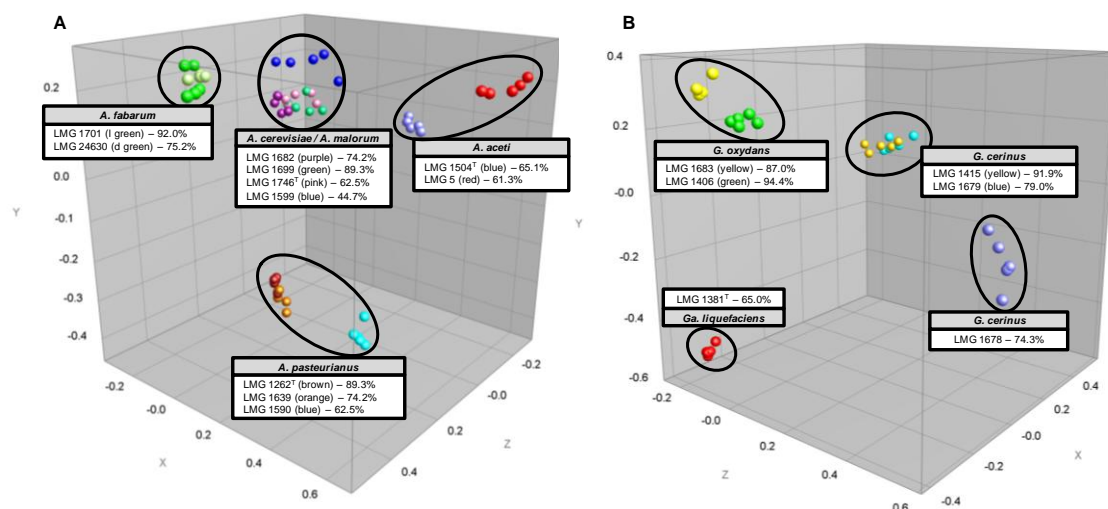 A
0.2
0.0
-0.1
-0.2
-0.3
-0.4
Y
A. fabarum
LMG 1701 (l green) – 92.0%
LMG 24630 (d green) – 75.2%
A. cerevisiae / A. malorum
LMG 1682 (purple) – 74.2%
LMG 1699 (green) – 89.3%
LMG 1746ᵀ (pink) – 62.5%
LMG 1599 (blue) – 44.7%
A. aceti
LMG 1504ᵀ (blue) – 65.1%
LMG 5 (red) – 61.3%
A. pasteurianus
LMG 1262ᵀ (brown) – 89.3%
LMG 1639 (orange) – 74.2%
LMG 1590 (blue) – 62.5%
-0.2
-0.0
0.2
0.4
0.6
X
-0.2
-0.0
0.2
0.4
Z
B
0.4
0.2
-0.0
-0.2
-0.4
-0.6
Y
G. oxydans
LMG 1683 (yellow) – 87.0%
LMG 1406 (green) – 94.4%
G. cerinus
LMG 1415 (yellow) – 91.9%
LMG 1679 (blue) – 79.0%
LMG 1381ᵀ – 65.0%
Ga. liquefaciens
G. cerinus
LMG 1678 – 74.3%
-0.2
-0.0
0.2
0.4
0.6
Z
0.4
0.2
-0.0
-0.2
-0.4
X